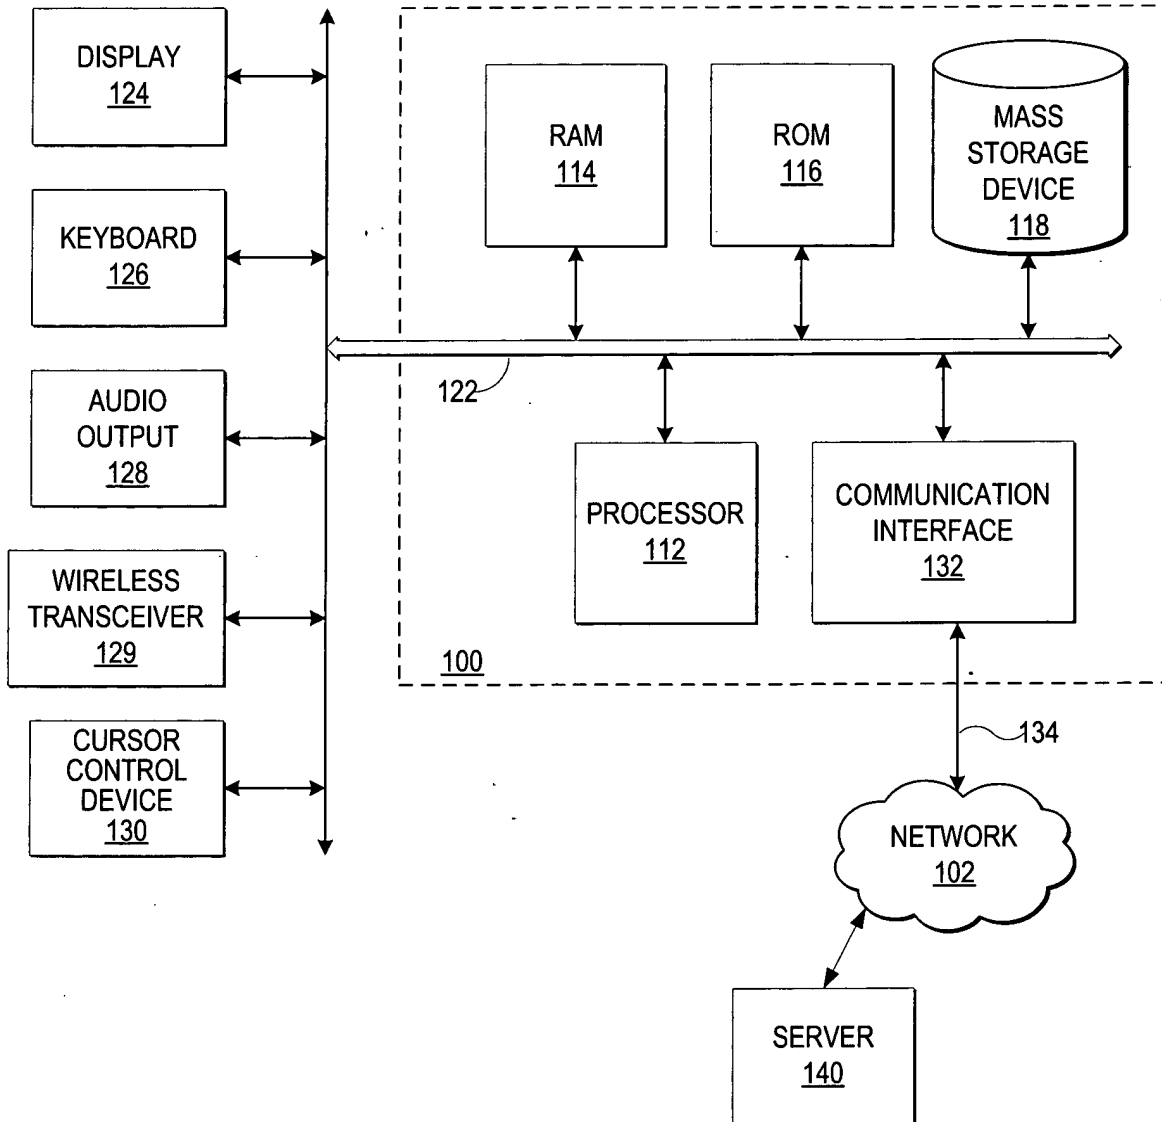 DISPLAY
124
KEYBOARD
126
AUDIO
OUTPUT
128
WIRELESS
TRANSCEIVER
129
CURSOR
CONTROL
DEVICE
130
RAM
114
ROM
116
MASS
STORAGE
DEVICE
118
122
PROCESSOR
112
COMMUNICATION
INTERFACE
132
100
134
NETWORK
102
SERVER
140